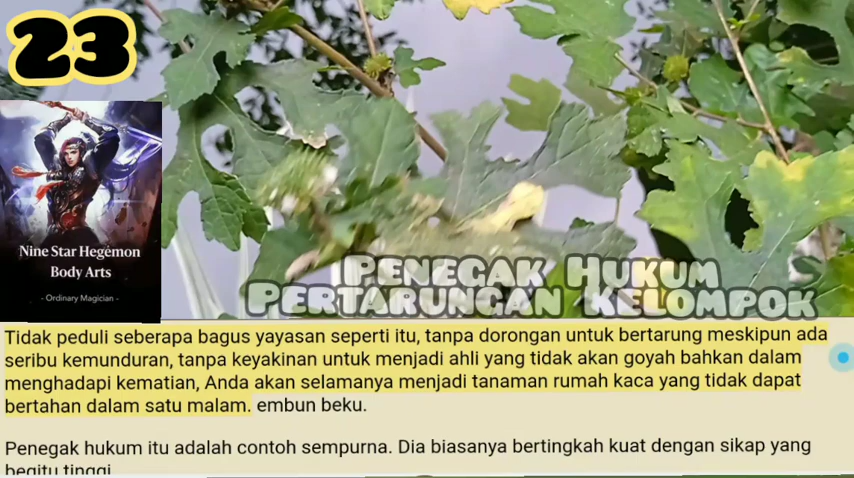 23
Nine Star Hegemon
Body Arts
- Ordinary Magician -
Penegak Hukum
Pertarungan Kelompok
Tidak peduli seberapa bagus yayasan seperti itu, tanpa dorongan untuk bertarung meskipun ada
seribu kemunduran, tanpa keyakinan untuk menjadi ahli yang tidak akan goyah bahkan dalam
menghadapi kematian, Anda akan selamanya menjadi tanaman rumah kaca yang tidak dapat
bertahan dalam satu malam. embun beku.
Penegak hukum itu adalah contoh sempurna. Dia biasanya bertingkah kuat dengan sikap yang
begitu tinggi.